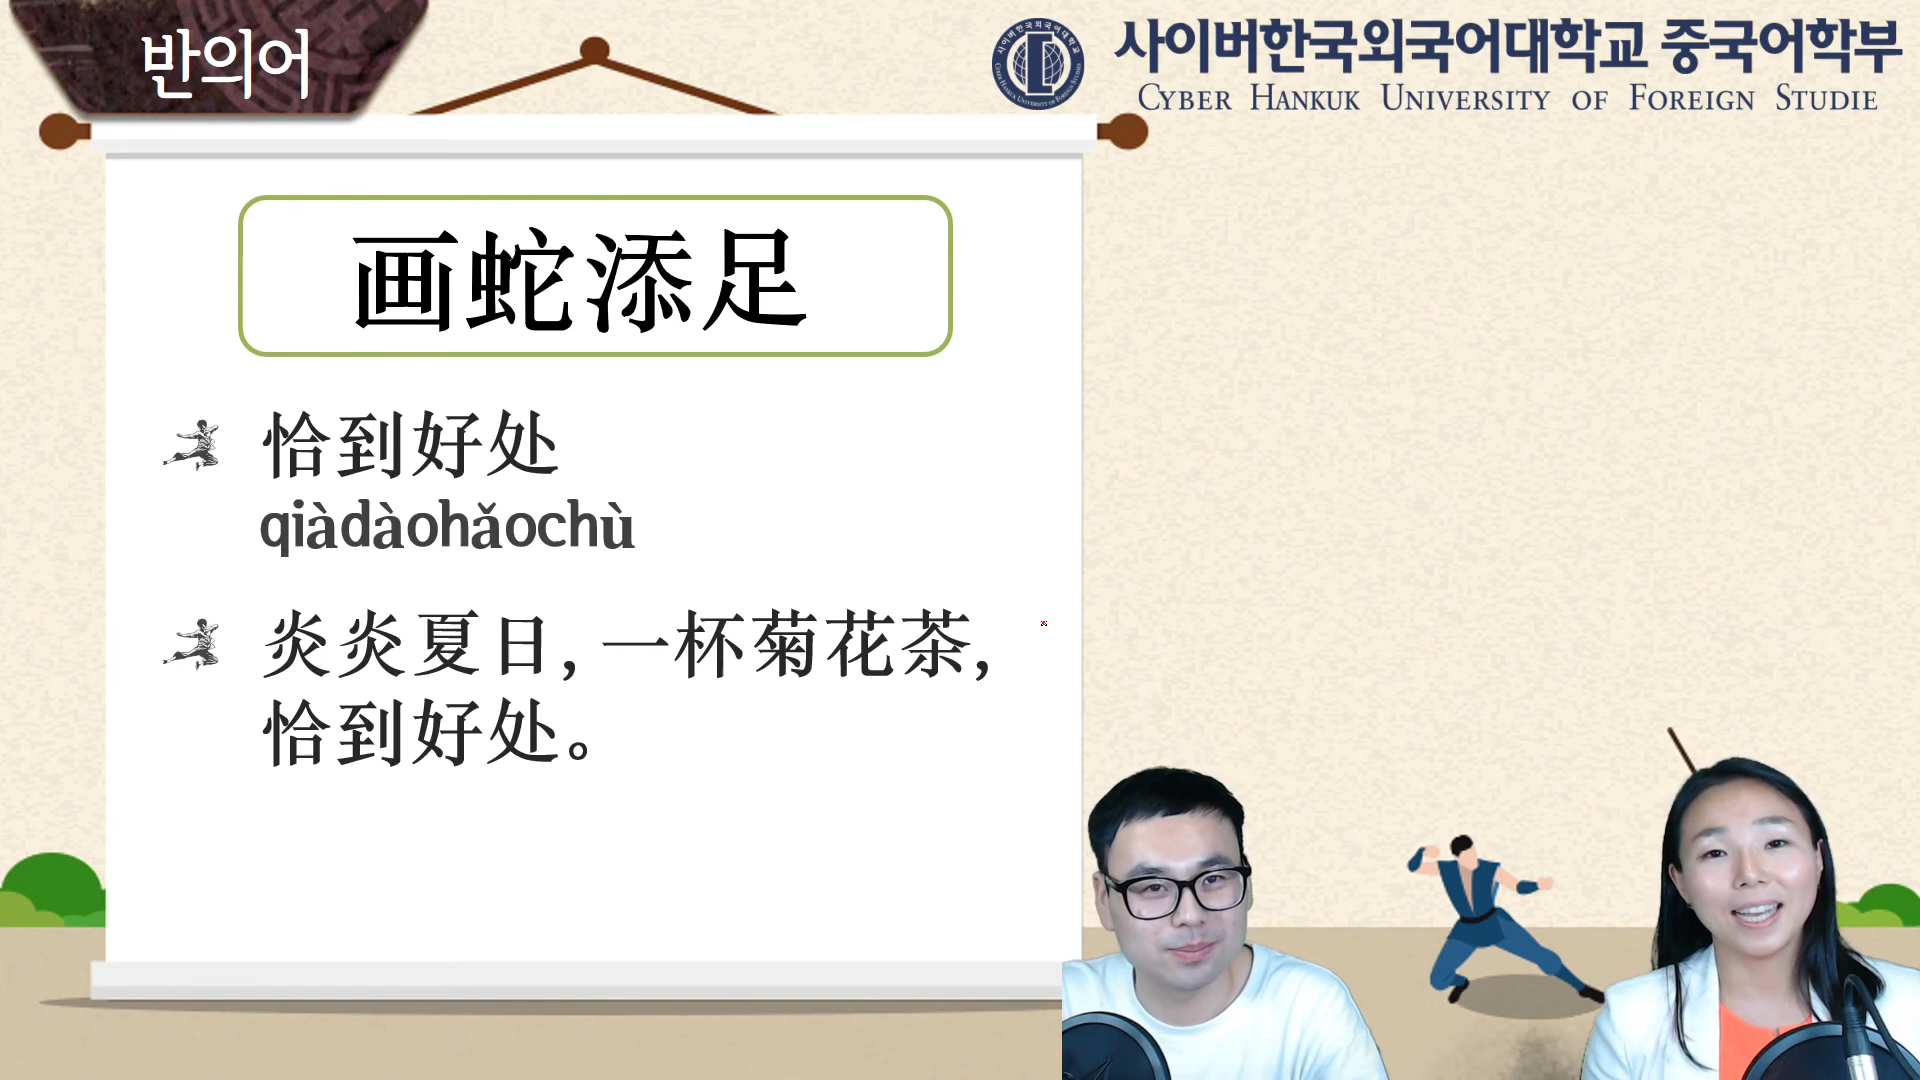 반의어
사이버한국외국어대학교 중국어학부
CYBER HANKUK UNIVERSITY OF FOREIGN STUDIE
画蛇添足
恰到好处
qiàdàohǎochù
炎炎夏日, 一杯菊花茶,
恰到好处。